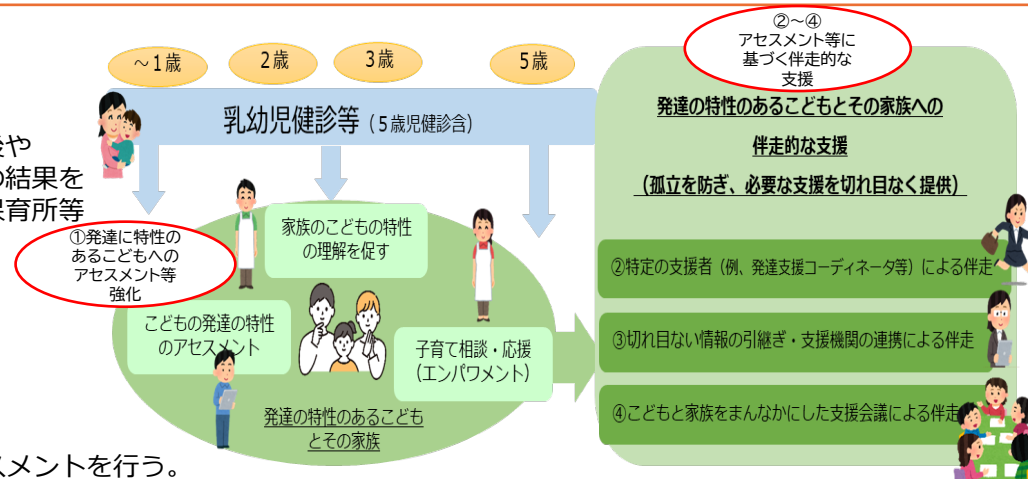 ~1歳
2歳
3歳
5歳
乳幼児健診等(5歳児健診含)
後や
の結果を
保育所等
①発達に特性の
あるこどもへの
アセスメント等
強化
家族のこどもの特性
の理解を促す
こどもの発達の特性
のアセスメント
子育て相談・応援
(エンパワメント)
発達の特性のあるこども
とその家族
スメントを行う。
②~④
アセスメント等に
基づく伴走的な
支援
発達の特性のあるこどもとその家族への
伴走的な支援
(孤立を防ぎ、必要な支援を切れ目なく提供)
②特定の支援者(例、発達支援コーディネータ等)による伴走
③切れ目ない情報の引継ぎ・支援機関の連携による伴走
④こどもと家族をまんなかにした支援会議による伴走